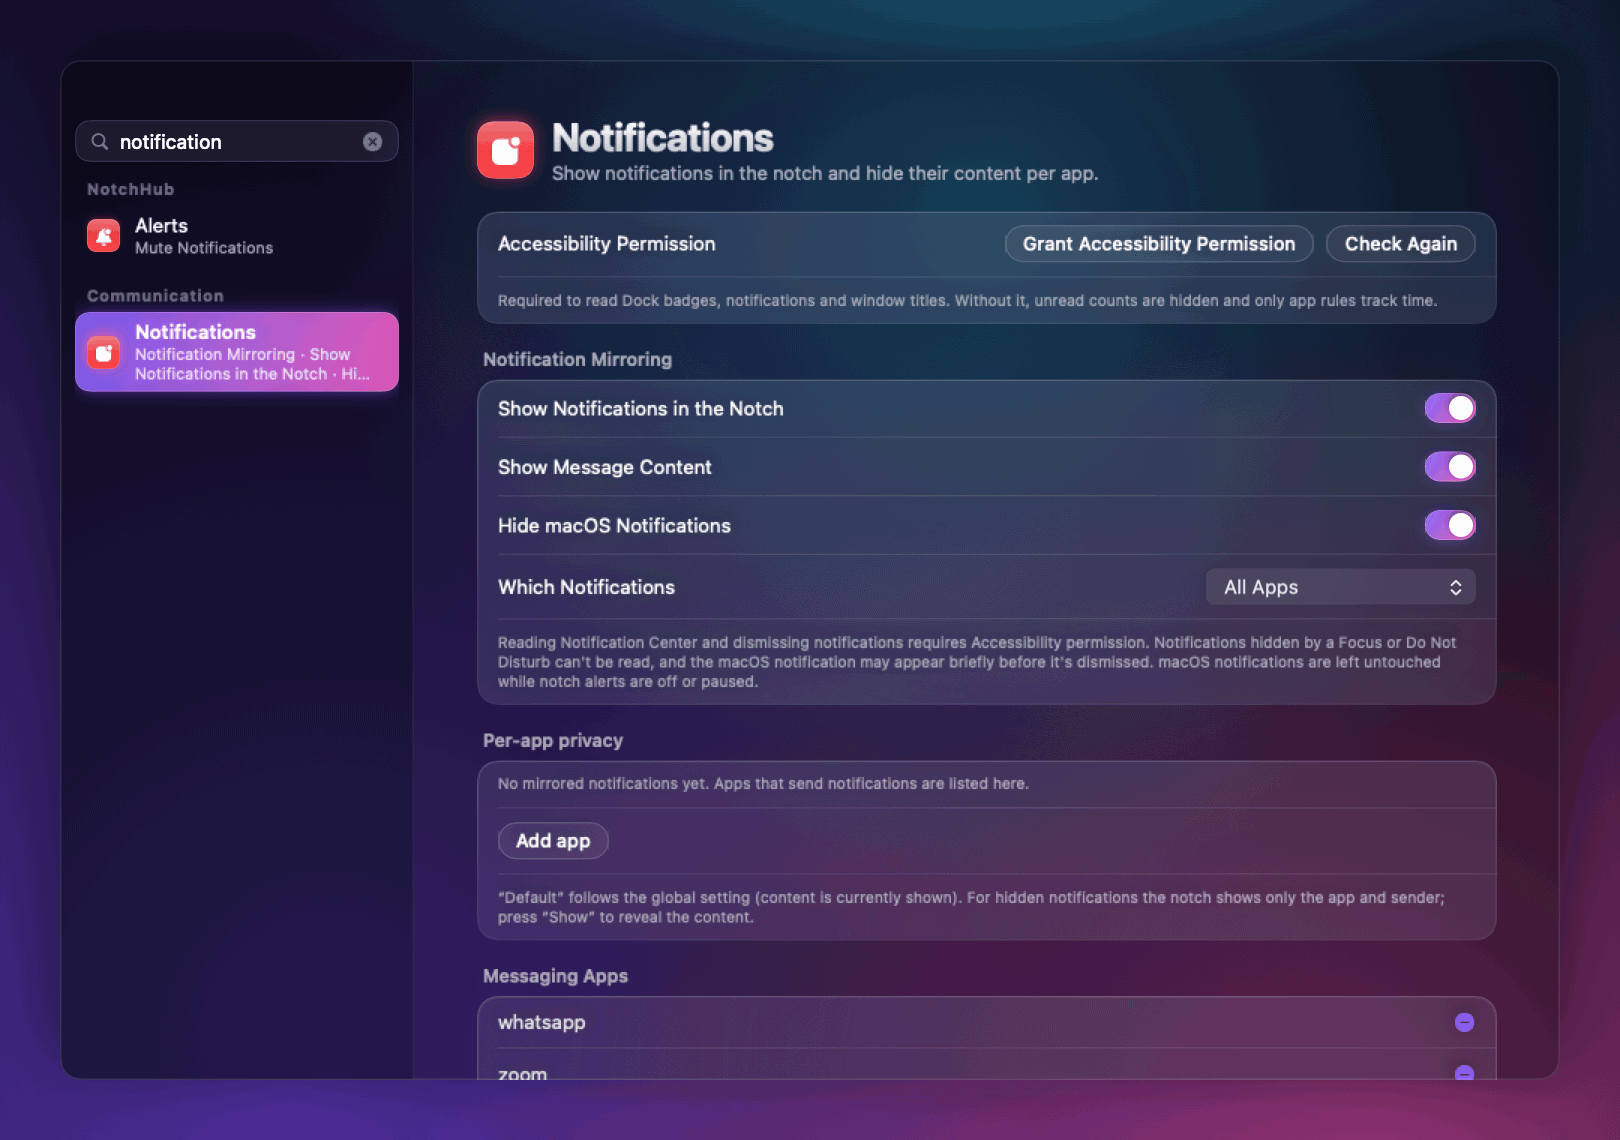 notification
NotchHub
Alerts
Mute Notifications
Communication
Notifications
Notification Mirroring · Show
Notifications in the Notch · Hi...
Notifications
Show notifications in the notch and hide their content per app.
Accessibility Permission
Grant Accessibility Permission
Check Again
Required to read Dock badges, notifications and window titles. Without it, unread counts are hidden and only app rules track time.
Notification Mirroring
Show Notifications in the Notch
Show Message Content
Hide macOS Notifications
Which Notifications
All Apps
Reading Notification Center and dismissing notifications requires Accessibility permission. Notifications hidden by a Focus or Do Not
Disturb can't be read, and the macOS notification may appear briefly before it's dismissed. macOS notifications are left untouched
while notch alerts are off or paused.
Per-app privacy
No mirrored notifications yet. Apps that send notifications are listed here.
Add app
“Default” follows the global setting (content is currently shown). For hidden notifications the notch shows only the app and sender;
press “Show” to reveal the content.
Messaging Apps
whatsapp
zoom